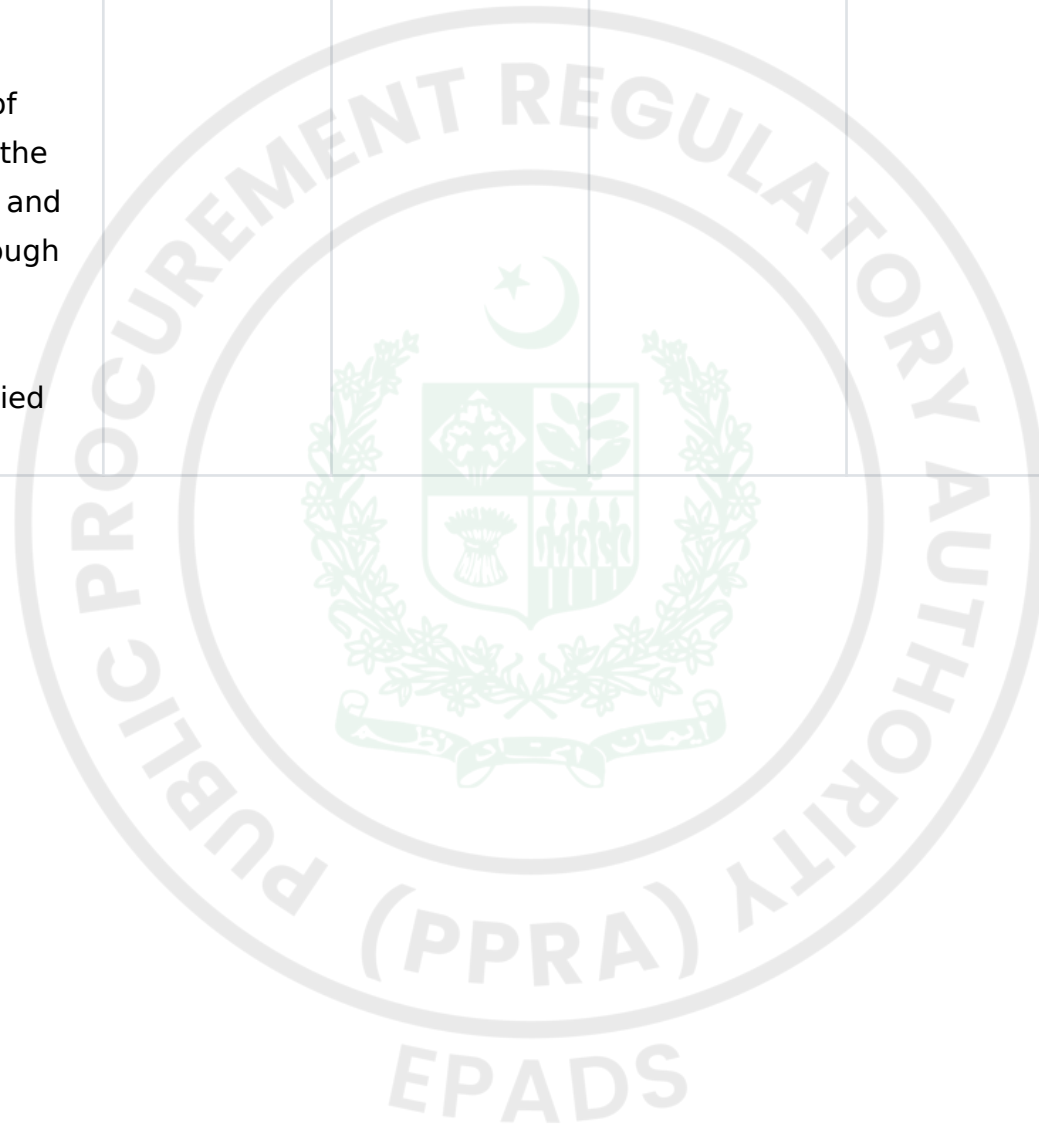 of
the
and
ough
ied
PUBLIC PROCUREMENT REGULATORY AUTHORITY
(PPRA)
EPADS